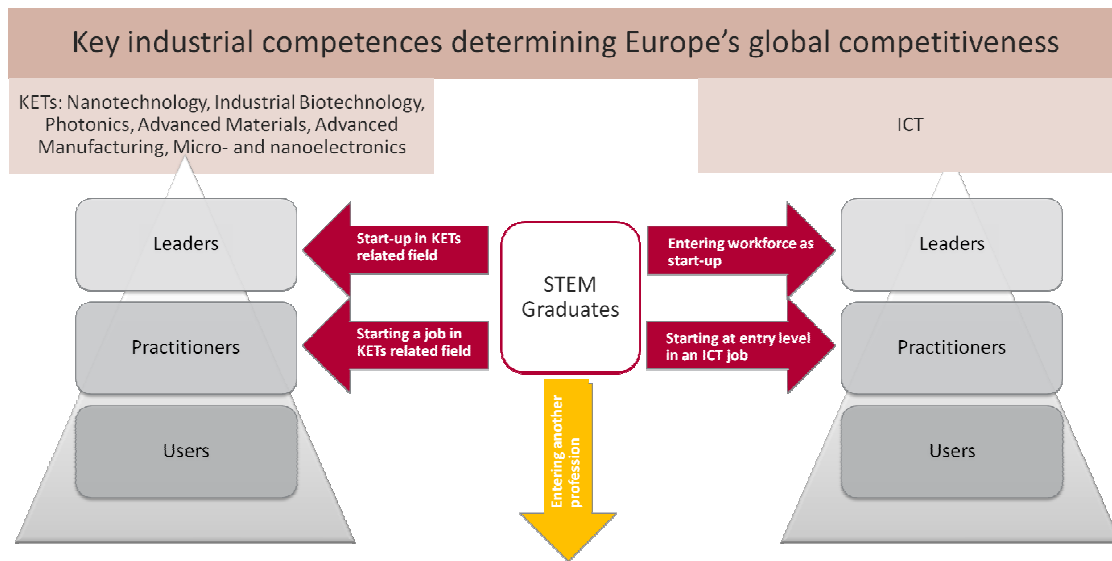 Key industrial competences determining Europe's global competitiveness
KETs: Nanotechnology, Industrial Biotechnology,
Photonics, Advanced Materials, Advanced
Manufacturing, Micro- and nanoelectronics
ICT
Leaders
Start-up in KETs
related field
STEM
Graduates
Entering workforce as
start-up
Leaders
Practitioners
Starting a job in
KETs related field
Starting at entry level
in an ICT job
Practitioners
Users
Entering another
profession
Users